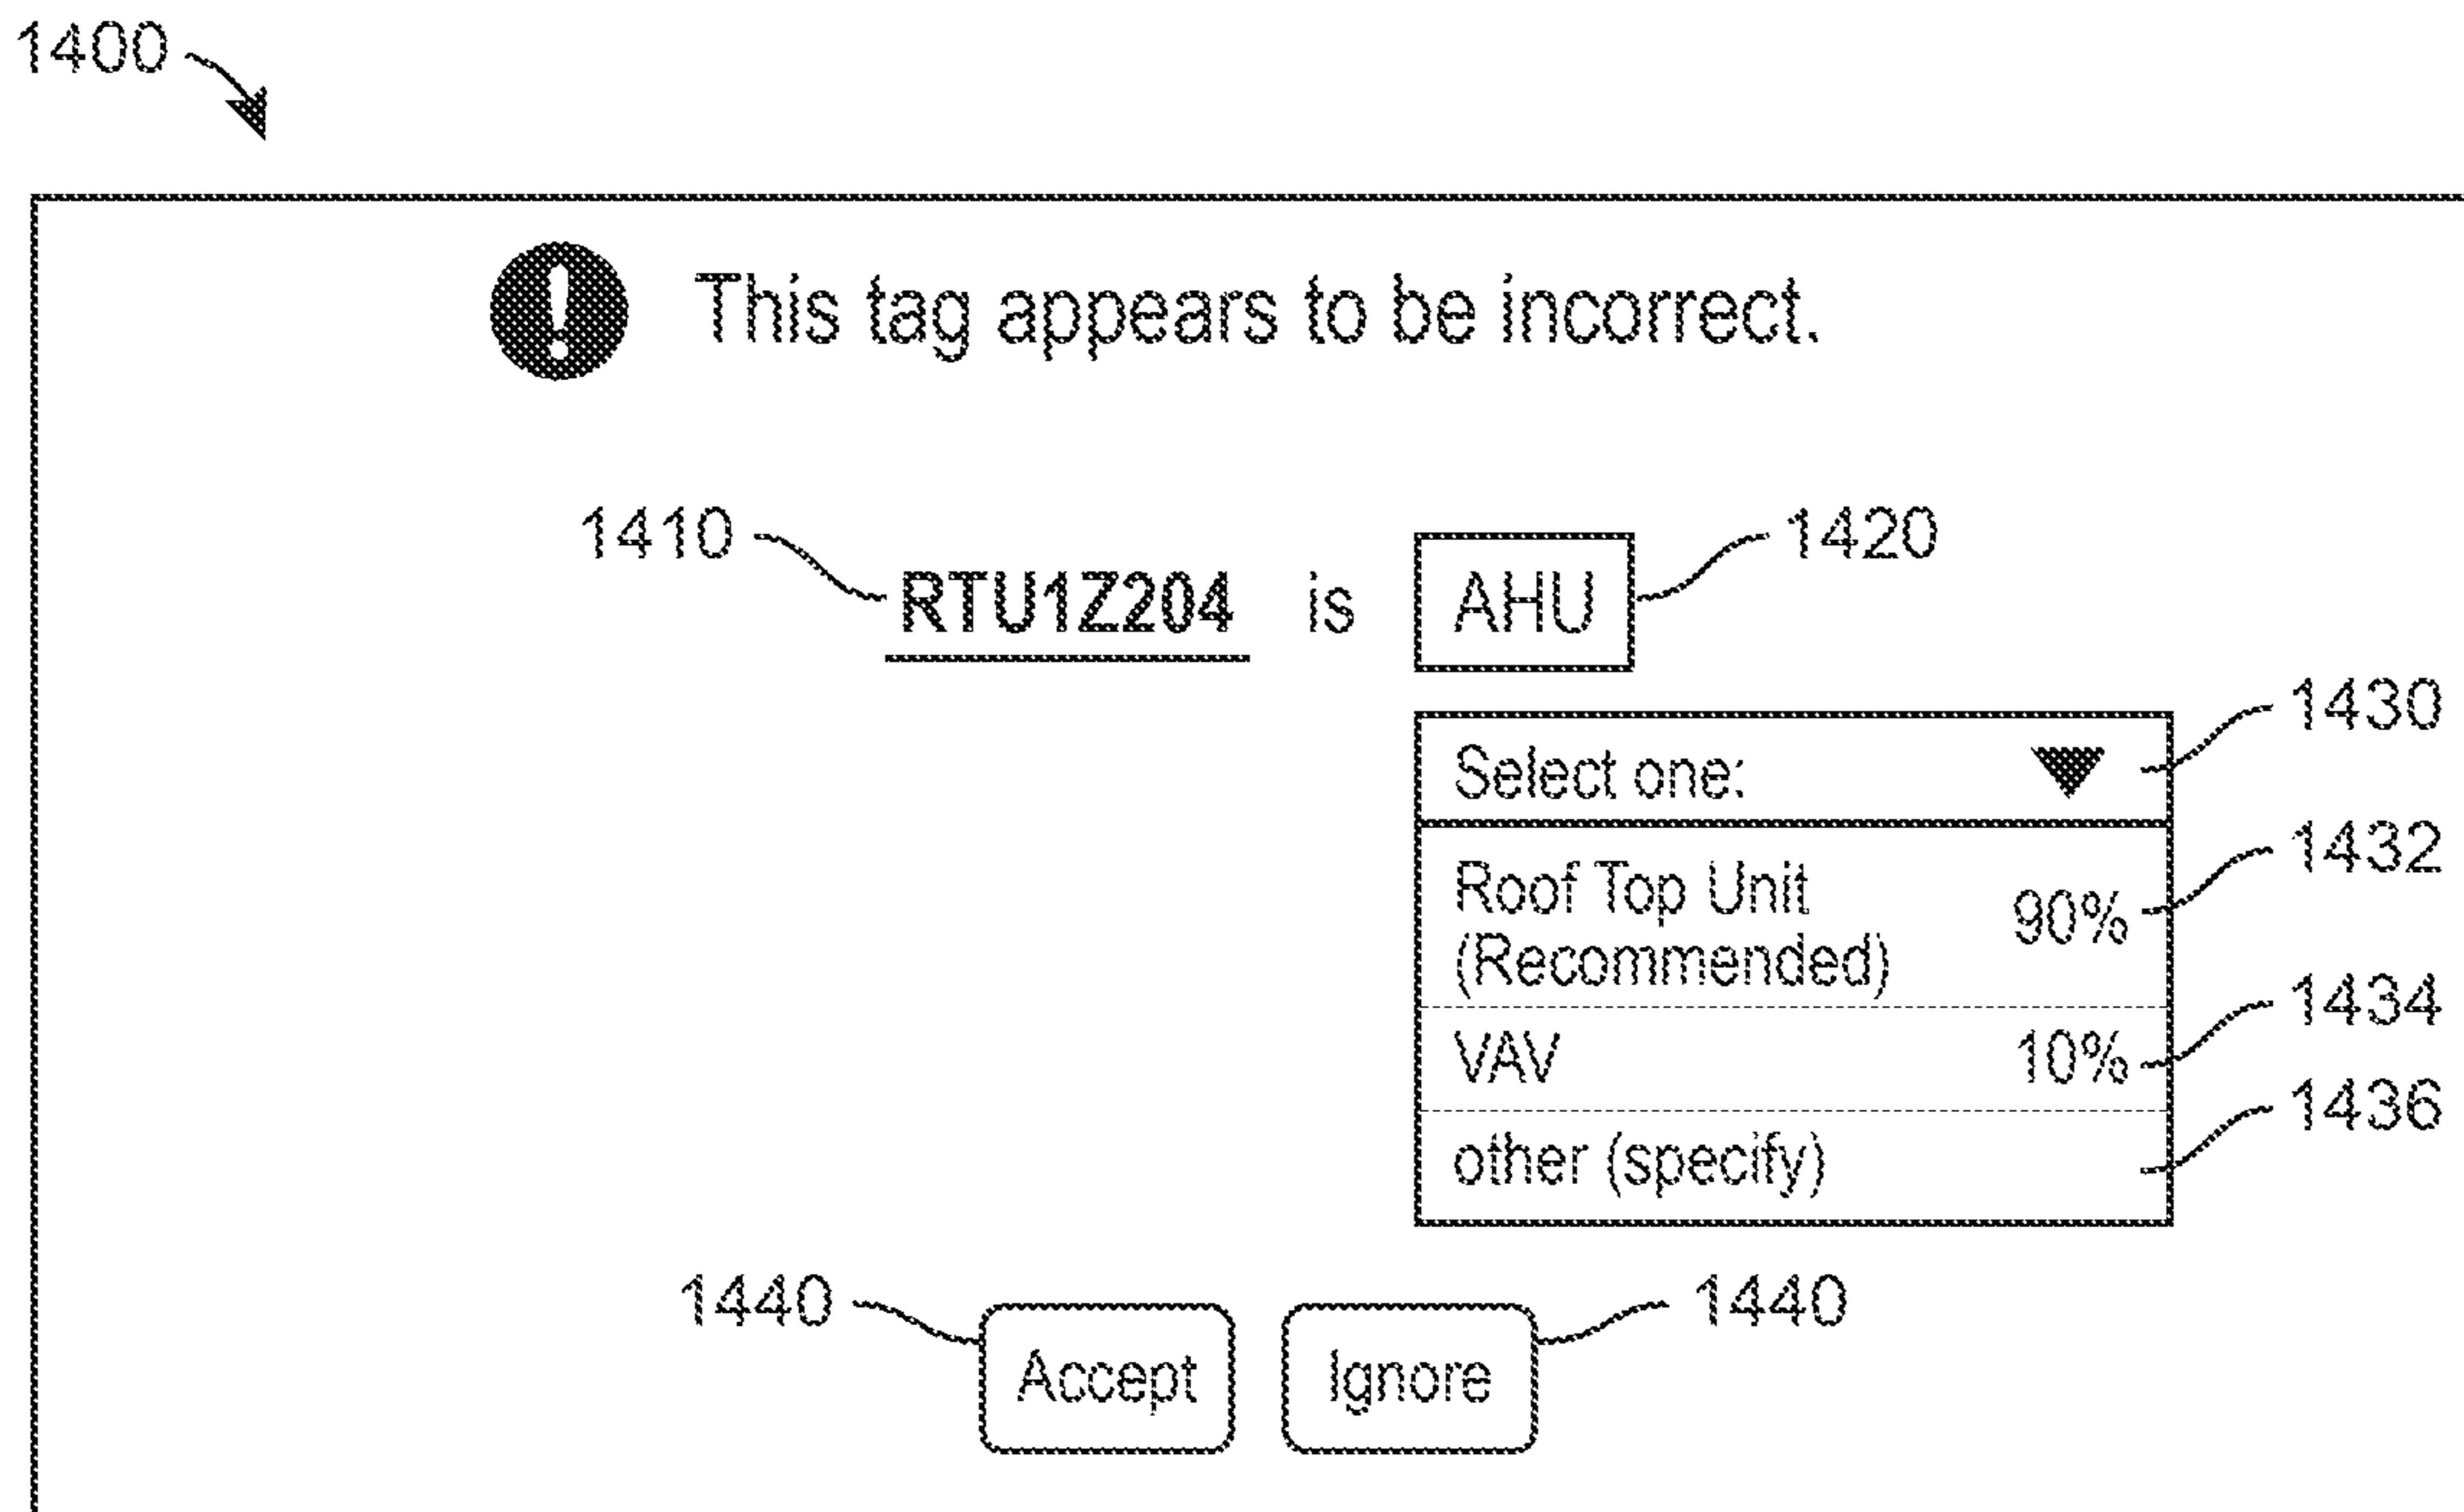 1400
This tag appears to be incorrect.
1410
1420
RTU1Z204 is AHU
1430
Select one:
1432
Roof Top Unit
90%
(Recommended)
1434
VAV 10%
1436
other (specify)
1440
1440
Accept Ignore